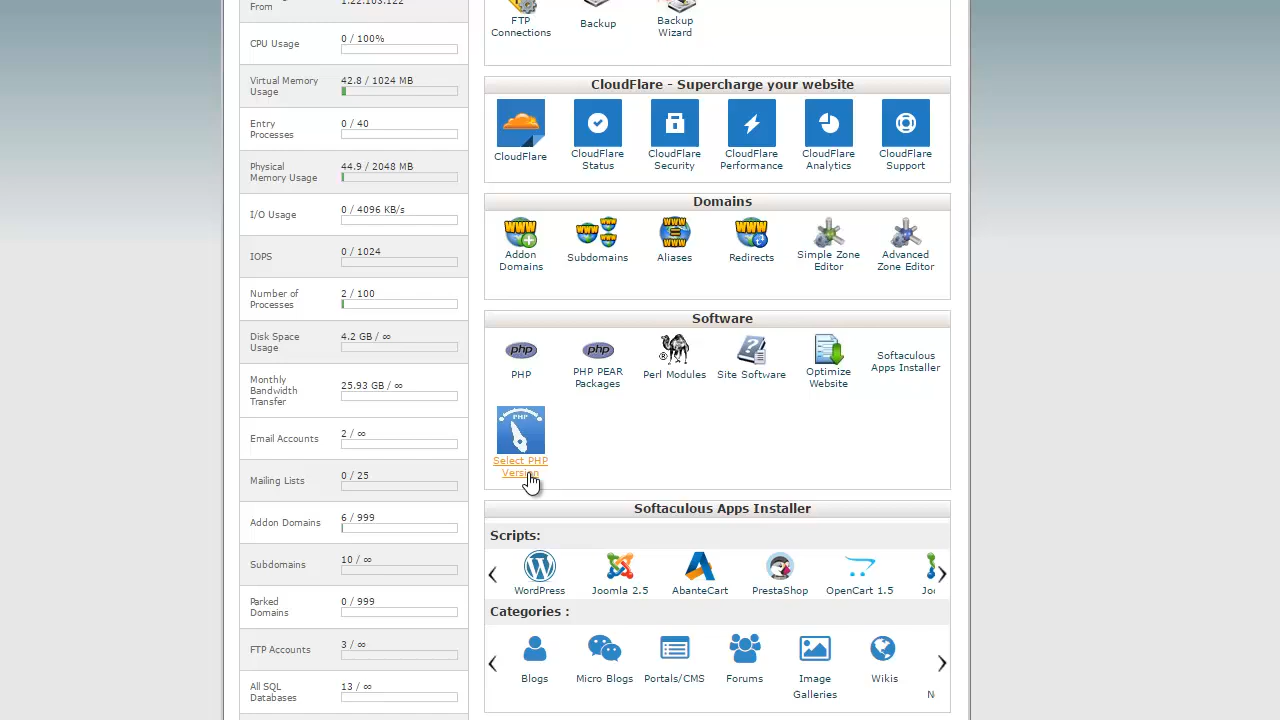 From
1.22.103.122
CPU Usage
0 / 100%
Virtual Memory
Usage
42.8 / 1024 MB
Entry
Processes
0 / 40
Physical
Memory Usage
44.9 / 2048 MB
I/O Usage
0 / 4096 KB/s
IOPS
0 / 1024
Number of
Processes
2 / 100
Disk Space
Usage
4.2 GB / ∞
Monthly
Bandwidth
Transfer
25.93 GB / ∞
Email Accounts
2 / ∞
Mailing Lists
0 / 25
Addon Domains
6 / 999
Subdomains
10 / ∞
Parked
Domains
0 / 999
FTP Accounts
3 / ∞
All SQL
Databases
13 / ∞
FTP
Connections
Backup
Backup
Wizard
CloudFlare - Supercharge your website
CloudFlare
CloudFlare
Status
CloudFlare
Security
CloudFlare
Performance
CloudFlare
Analytics
CloudFlare
Support
Domains
Addon
Domains
Subdomains
Aliases
Redirects
Simple Zone
Editor
Advanced
Zone Editor
Software
php
PHP
php
PHP PEAR
Packages
Perl Modules
Site Software
Optimize
Website
Softaculous
Apps Installer
PHP
Select PHP
Version
Softaculous Apps Installer
Scripts:
WordPress
Joomla 2.5
AbanteCart
PrestaShop
OpenCart 1.5
Jo
Categories :
Blogs
Micro Blogs
Portals/CMS
Forums
Image
Galleries
Wikis
N